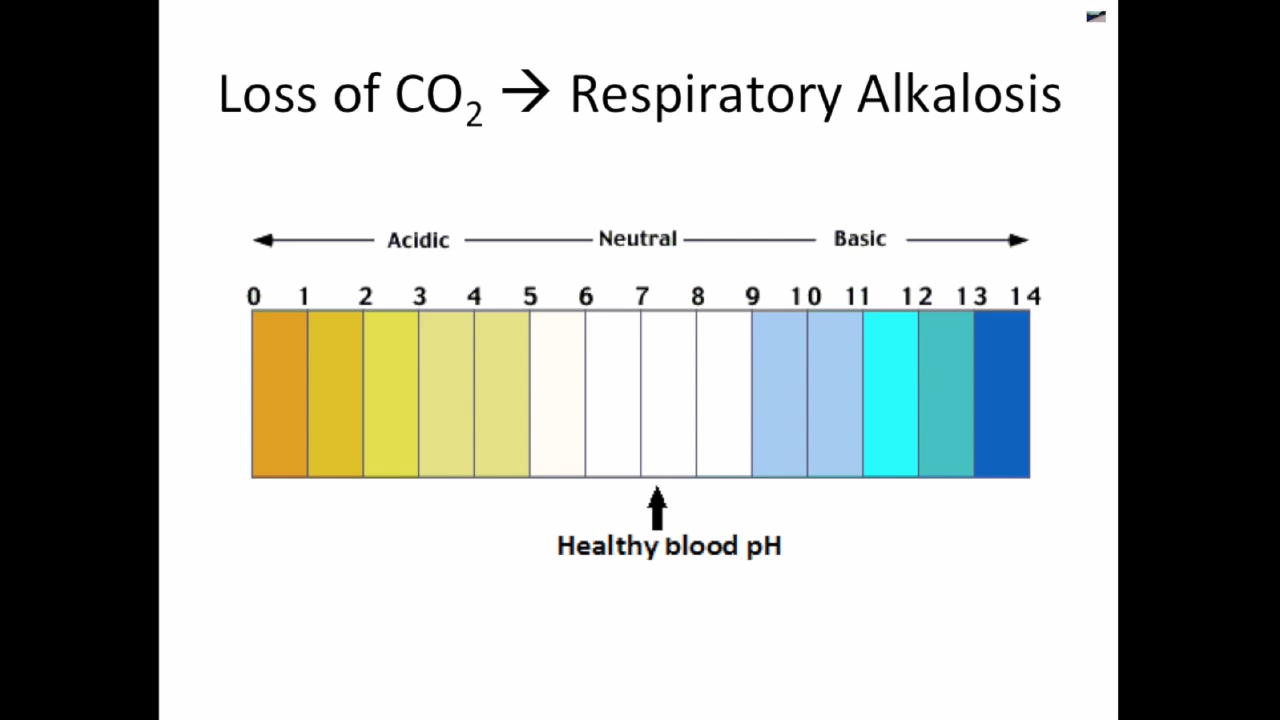 Loss of CO₂ → Respiratory Alkalosis
Acidic Neutral Basic
0 1 2 3 4 5 6 7 8 9 10 11 12 13 14
Healthy blood pH